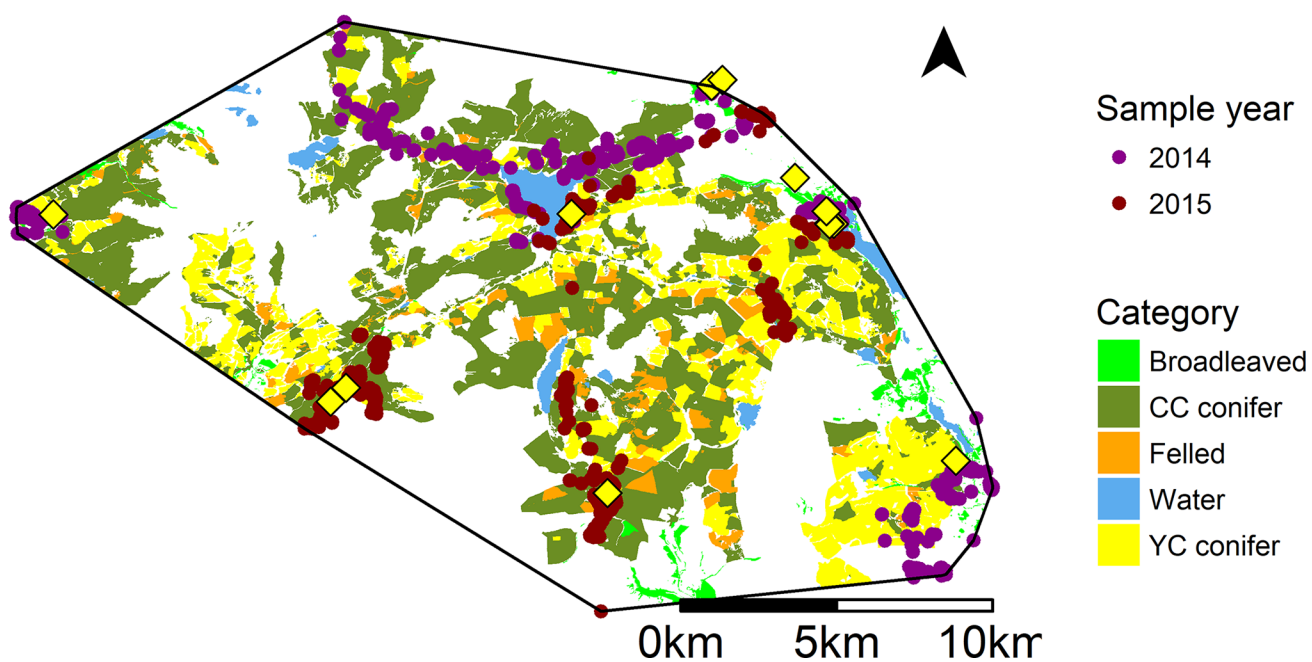 Sample year
2014
2015
Category
Broadleaved
CC conifer
Felled
Water
YC conifer
0km 5km 10km